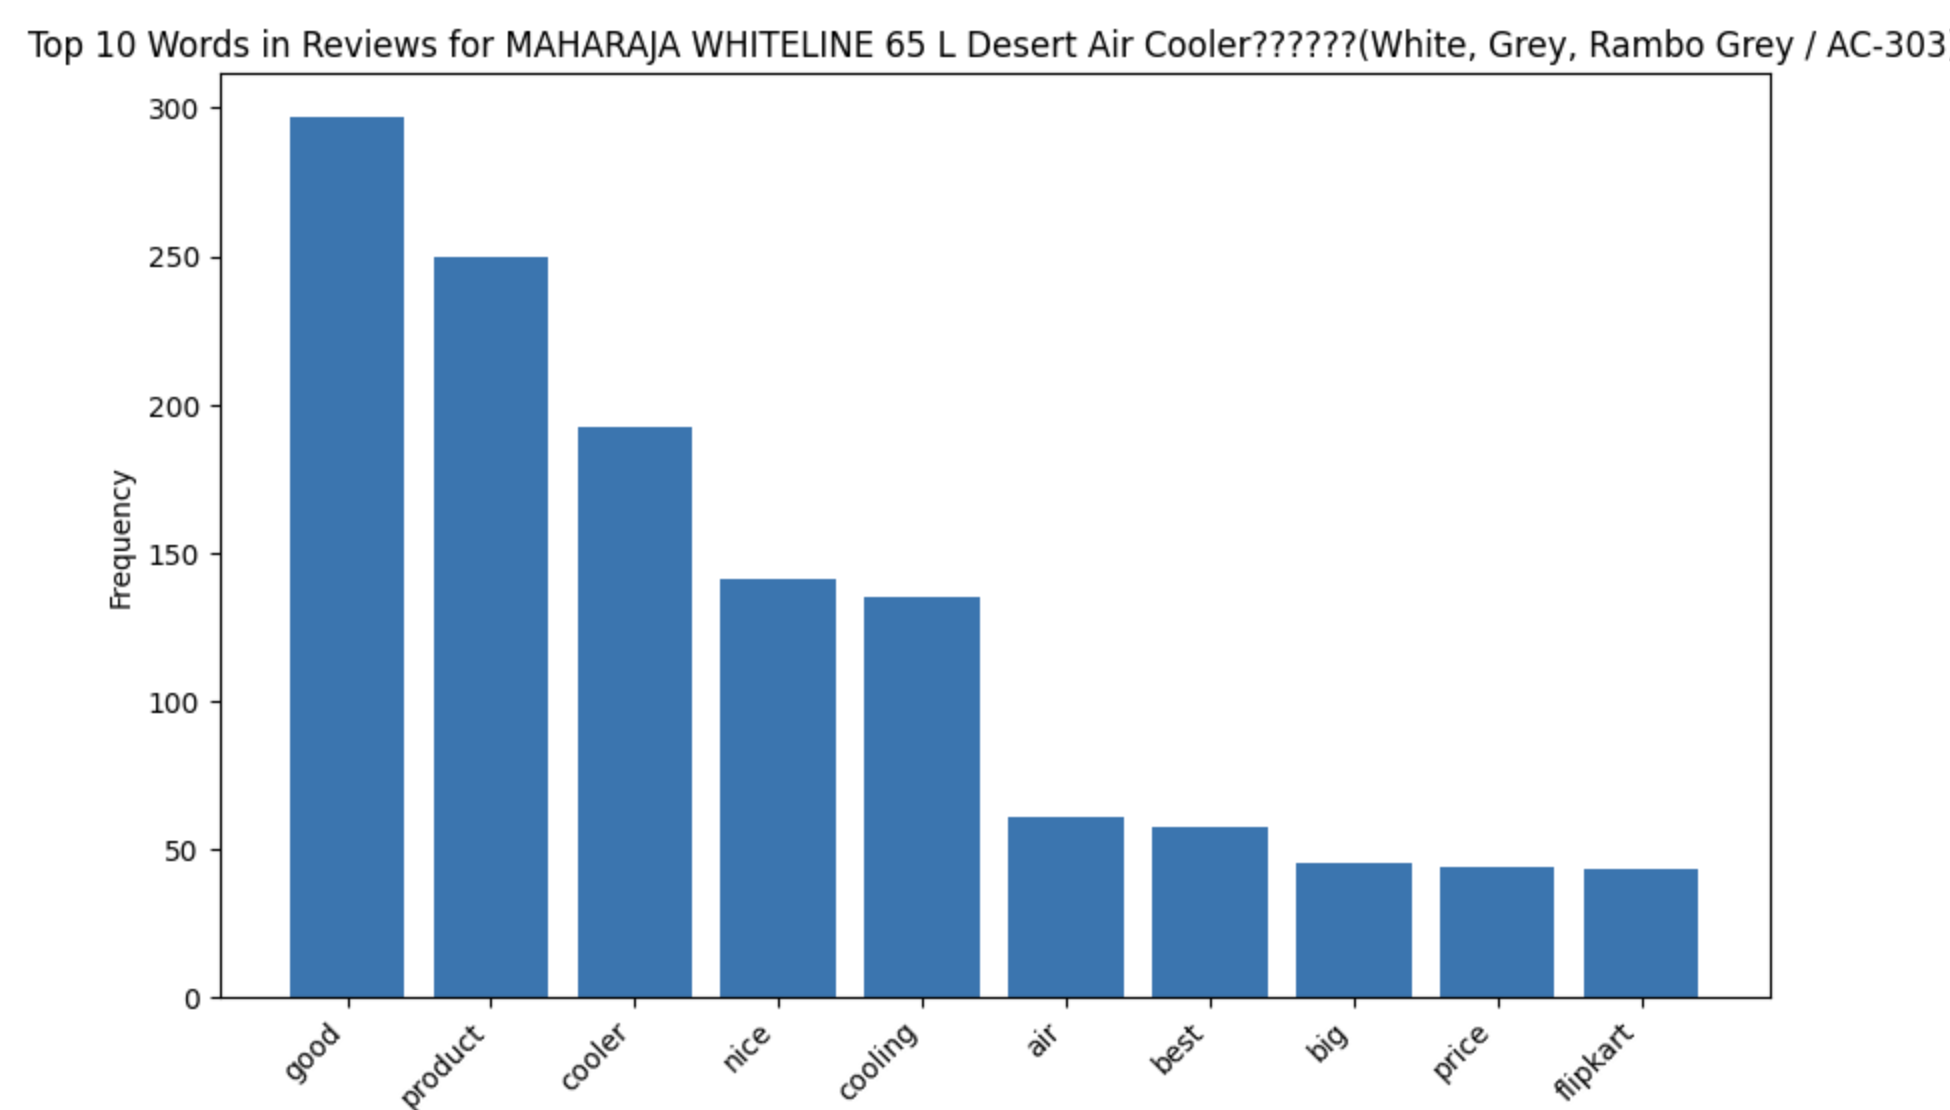 Top 10 Words in Reviews for MAHARAJA WHITELINE 65 L Desert Air Cooler??????(White, Grey, Rambo Grey / AC-303)
300
250
200
150
100
50
0
Frequency
good
product
cooler
nice
cooling
air
best
big
price
flipkart